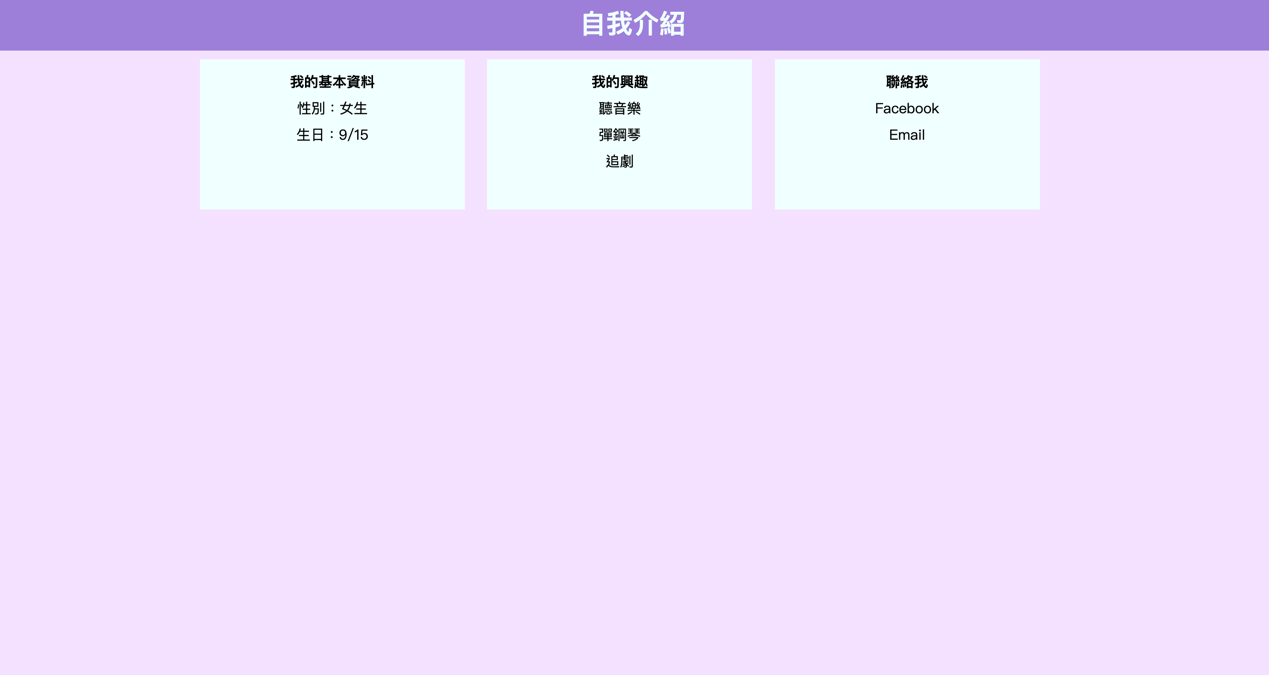 自我介紹
我的基本資料
性別：女生
生日：9/15
我的興趣
聽音樂
彈鋼琴
追劇
聯絡我
Facebook
Email